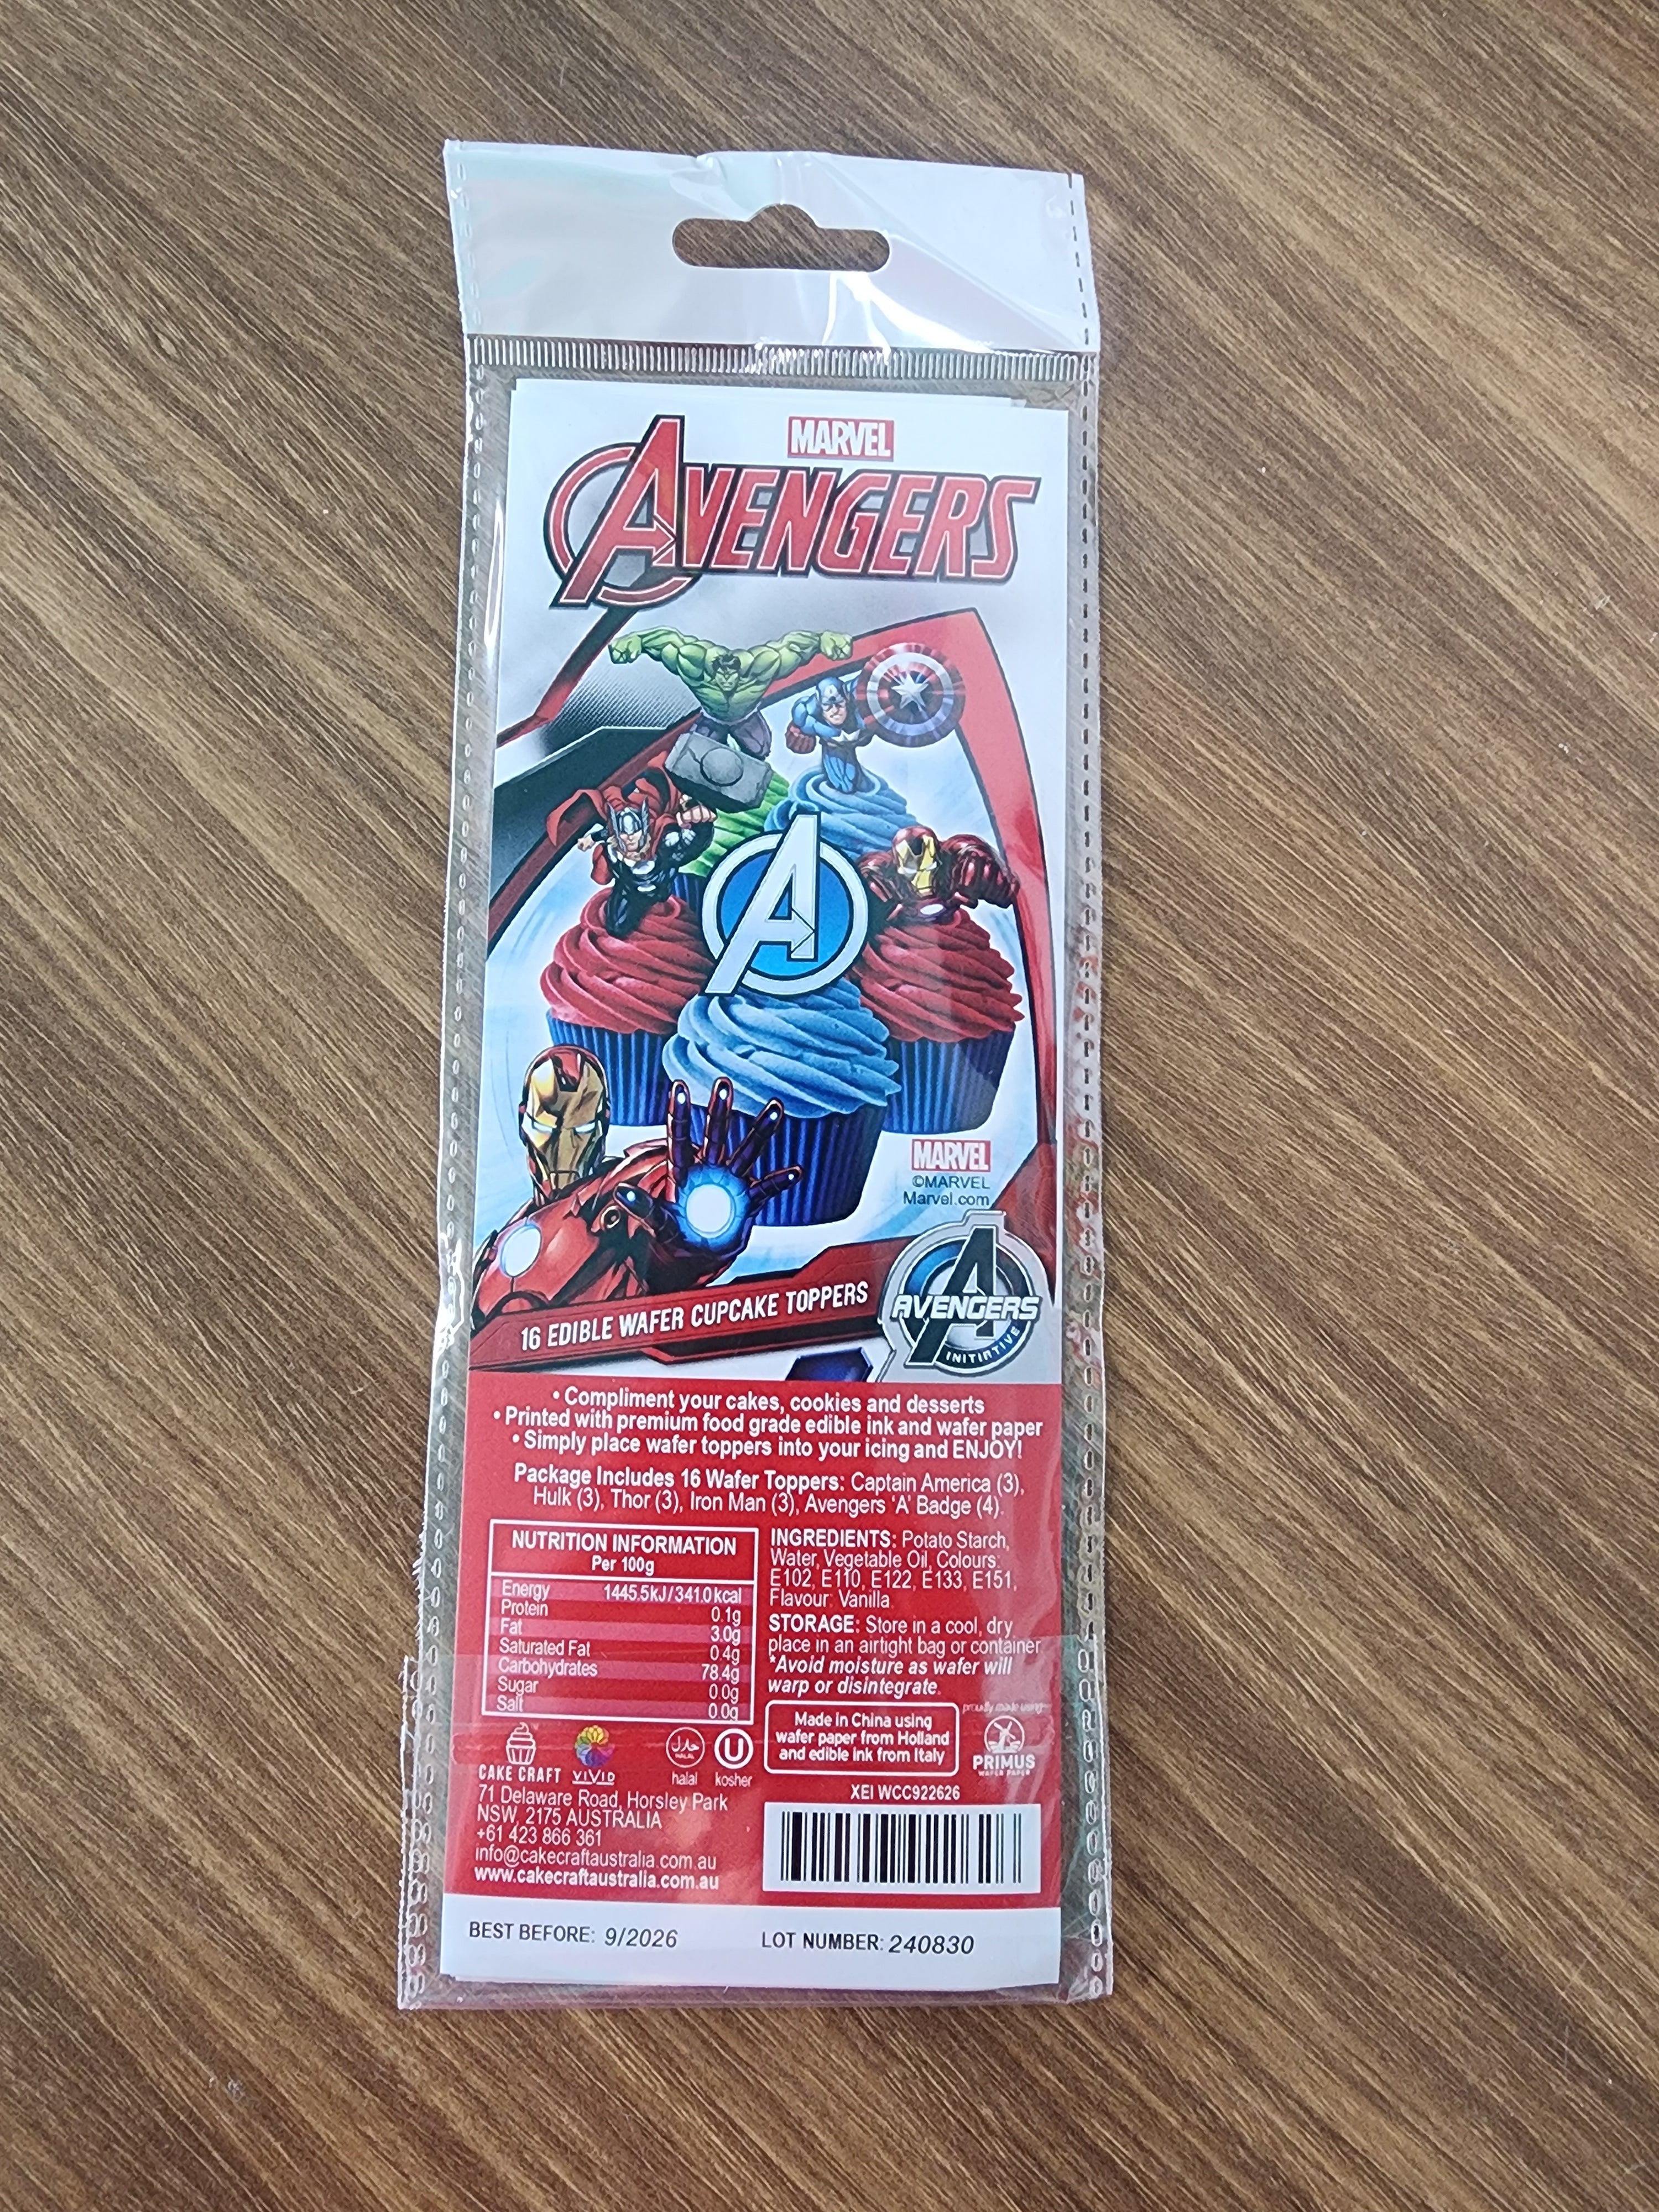 MARVEL
AVENGERS
A
MARVEL
©MARVEL
Marvel.com
16 EDIBLE WAFER CUPCAKE TOPPERS
AVENGERS
INITIATIVE
• Compliment your cakes, cookies and desserts
• Printed with premium food grade edible ink and wafer paper
• Simply place wafer toppers into your icing and ENJOY!
Package Includes 16 Wafer Toppers: Captain America (3),
Hulk (3), Thor (3), Iron Man (3), Avengers 'A' Badge (4).
NUTRITION INFORMATION
Per 100g
Energy 1445.5kJ/341.0kcal
Protein 0.1g
Fat 3.0g
Saturated Fat 0.4g
Carbohydrates 78.4g
Sugar 0.0g
Salt 0.0g
INGREDIENTS: Potato Starch,
Water, Vegetable Oil, Colours:
E102, E110, E122, E133, E151,
Flavour: Vanilla.
STORAGE: Store in a cool, dry
place in an airtight bag or container
*Avoid moisture as wafer will
warp or disintegrate.
Made in China using
wafer paper from Holland
and edible ink from Italy
proudly made using
PRIMUS
WAFER PAPER
CAKE CRAFT
ViViD
حلال
HALAL
halal
U
kosher
71 Delaware Road, Horsley Park
NSW, 2175 AUSTRALIA
+61 423 866 361
info@cakecraftaustralia.com.au
www.cakecraftaustralia.com.au
XEI WCC922626
BEST BEFORE: 9/2026
LOT NUMBER: 240830